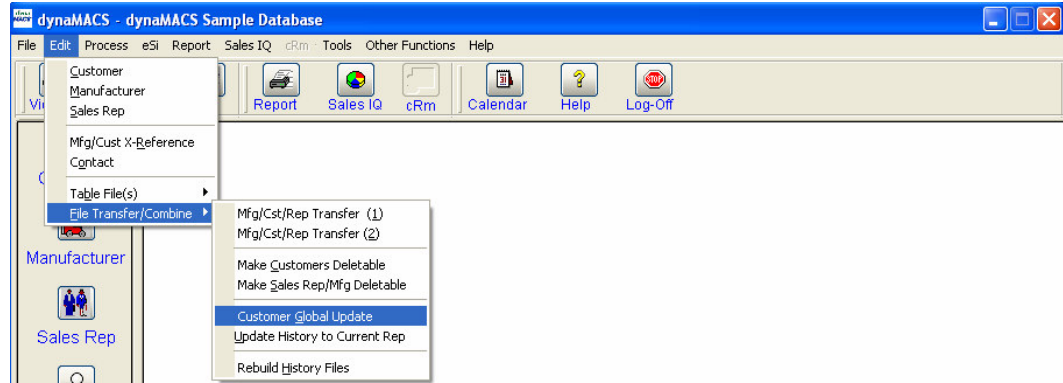 dynaMACS - dynaMACS Sample Database
File Edit Process eSi Report Sales IQ cRm Tools Other Functions Help
Report Sales IQ cRm Calendar Help Log-Off
Customer
Manufacturer
Sales Rep
Mfg/Cust X-Reference
Contact
Table File(s)
File Transfer/Combine
Mfg/Cst/Rep Transfer (1)
Mfg/Cst/Rep Transfer (2)
Make Customers Deletable
Make Sales Rep/Mfg Deletable
Customer Global Update
Update History to Current Rep
Rebuild History Files
Manufacturer
Sales Rep